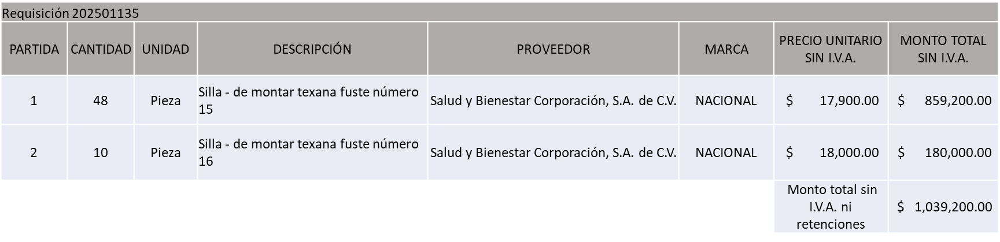 Requisición 202501135
PARTIDA CANTIDAD UNIDAD DESCRIPCIÓN PROVEEDOR MARCA PRECIO UNITARIO SIN I.V.A. MONTO TOTAL SIN I.V.A.
1 48 Pieza Silla - de montar texana fuste número 15 Salud y Bienestar Corporación, S.A. de C.V. NACIONAL $ 17,900.00 $ 859,200.00
2 10 Pieza Silla - de montar texana fuste número 16 Salud y Bienestar Corporación, S.A. de C.V. NACIONAL $ 18,000.00 $ 180,000.00
Monto total sin I.V.A. ni retenciones $ 1,039,200.00